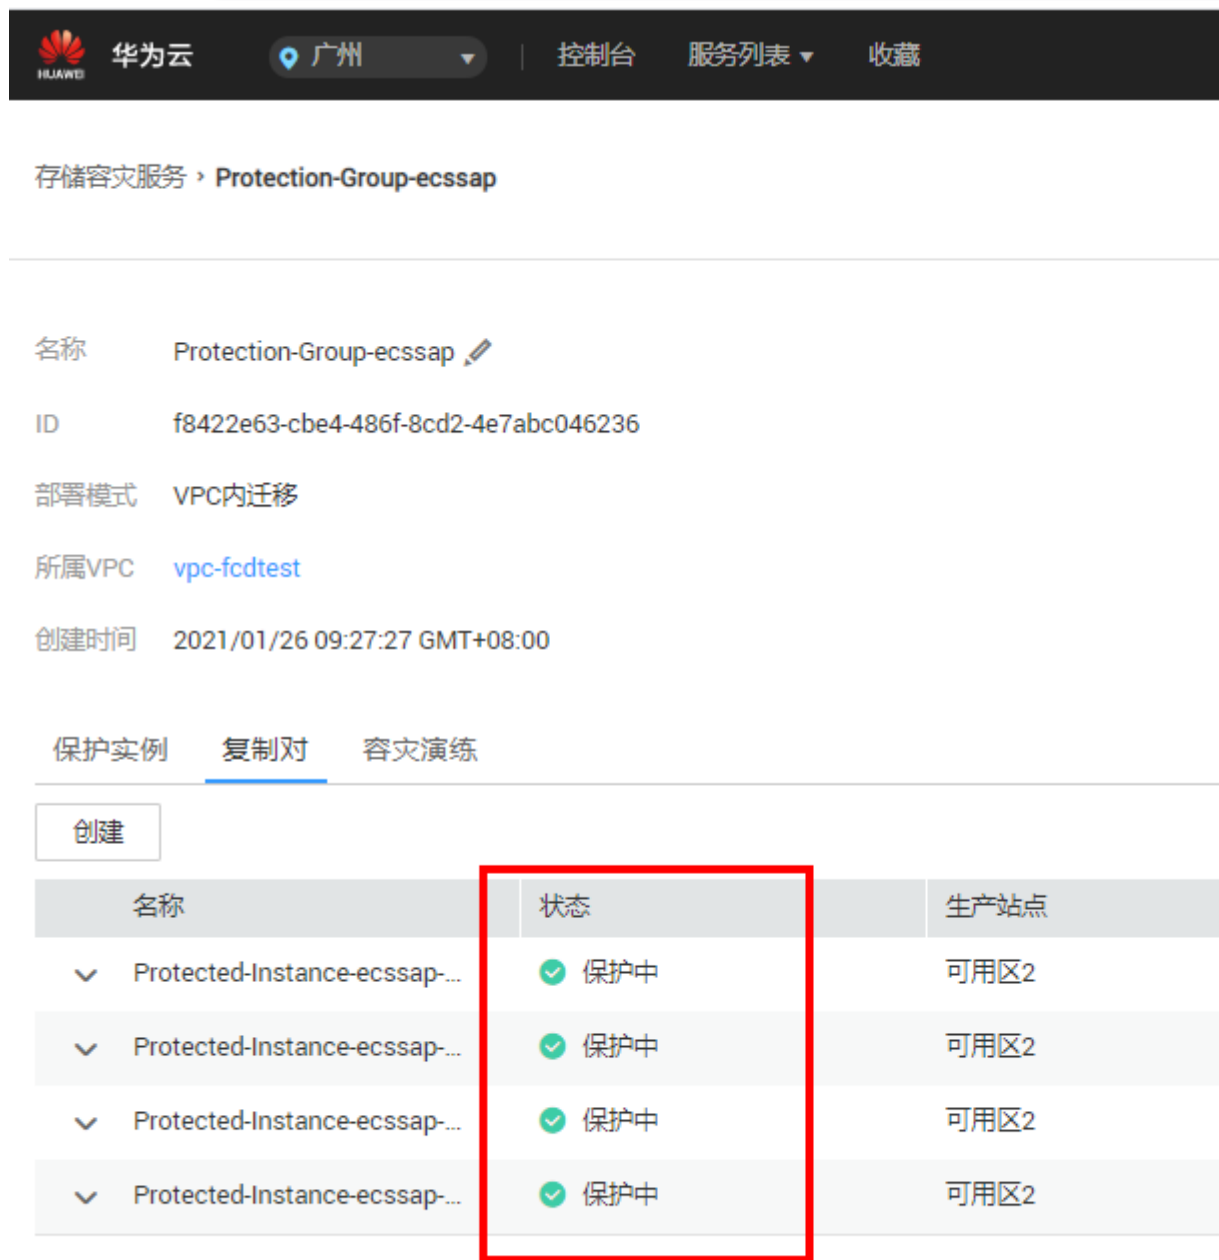 HUAWEI 华为云 广州 控制台 服务列表 收藏
存储容灾服务 › Protection-Group-ecssap
名称 Protection-Group-ecssap
ID f8422e63-cbe4-486f-8cd2-4e7abc046236
部署模式 VPC内迁移
所属VPC vpc-fcdtest
创建时间 2021/01/26 09:27:27 GMT+08:00
保护实例 复制对 容灾演练
创建
名称 状态 生产站点
Protected-Instance-ecssap-... 保护中 可用区2
Protected-Instance-ecssap-... 保护中 可用区2
Protected-Instance-ecssap-... 保护中 可用区2
Protected-Instance-ecssap-... 保护中 可用区2